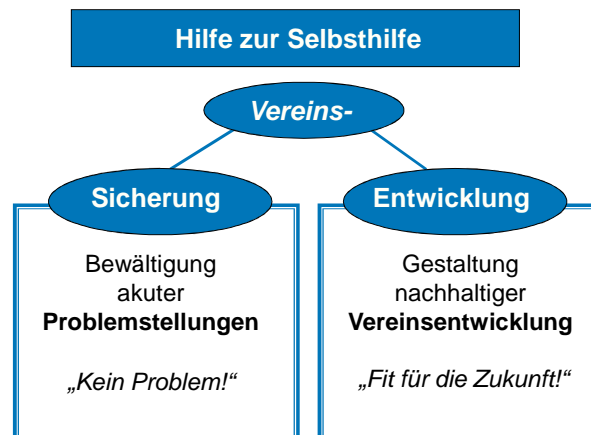 Hilfe zur Selbsthilfe
Vereins-
Sicherung
Bewältigung
akuter
Problemstellungen
„Kein Problem!“
Entwicklung
Gestaltung
nachhaltiger
Vereinsentwicklung
„Fit für die Zukunft!“